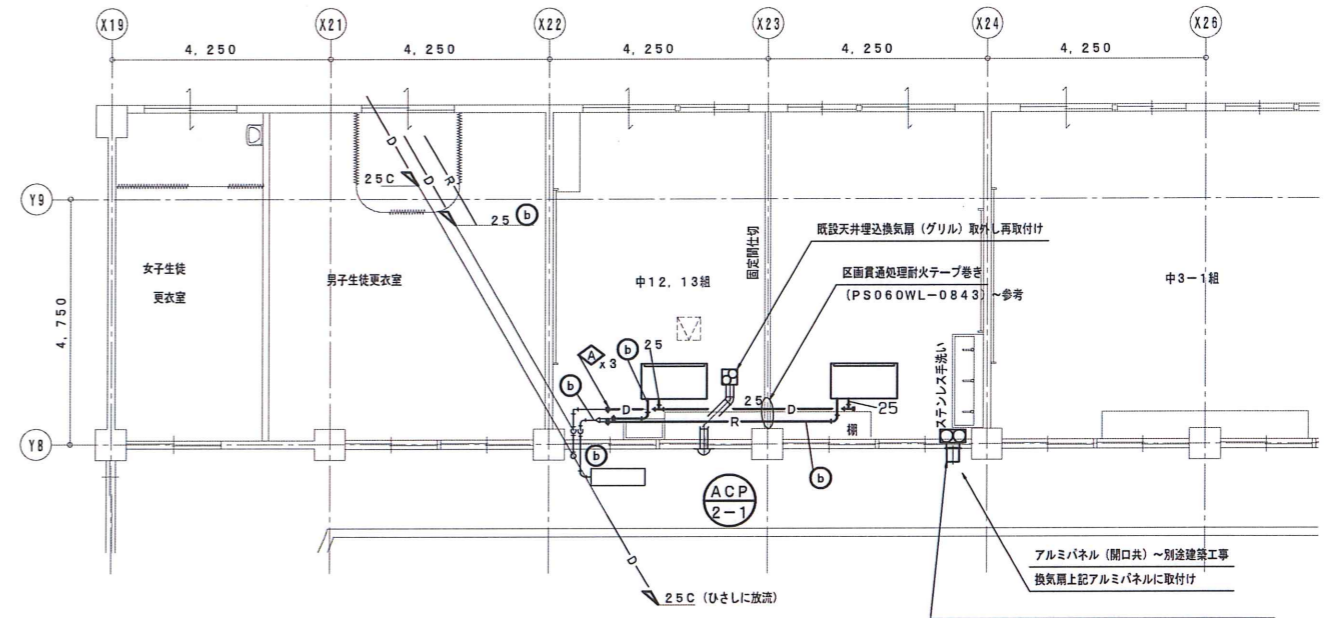 X19 X21 X22 X23 X24 X26
4,250 4,250 4,250 4,250 4,250
D
25C D R
Y9
25 b
既設天井埋込換気扇（グリル）取外し再取付け
固定間仕切
女子生徒
更衣室
男子生徒更衣室
中12,13組
区画貫通処理耐火テープ巻き
（PS060WL－0843）～参考
中3－1組
4,750
A x3
b 25
b
D 25 D 25
R
棚
ステンレス手洗い
Y8
b
b
ACP
2－1
アルミパネル（開口共）～別途建築工事
換気扇上記アルミパネルに取付け
D
25C（ひさしに放流）